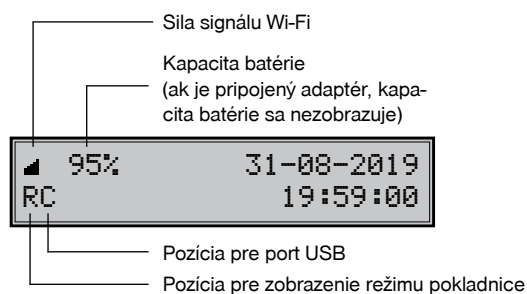 Sila signálu Wi-Fi
Kapacita batérie
(ak je pripojený adaptér, kapa-
cita batérie sa nezobrazuje)
95% 31-08-2019
RC 19:59:00
Pozícia pre port USB
Pozícia pre zobrazenie režimu pokladnice